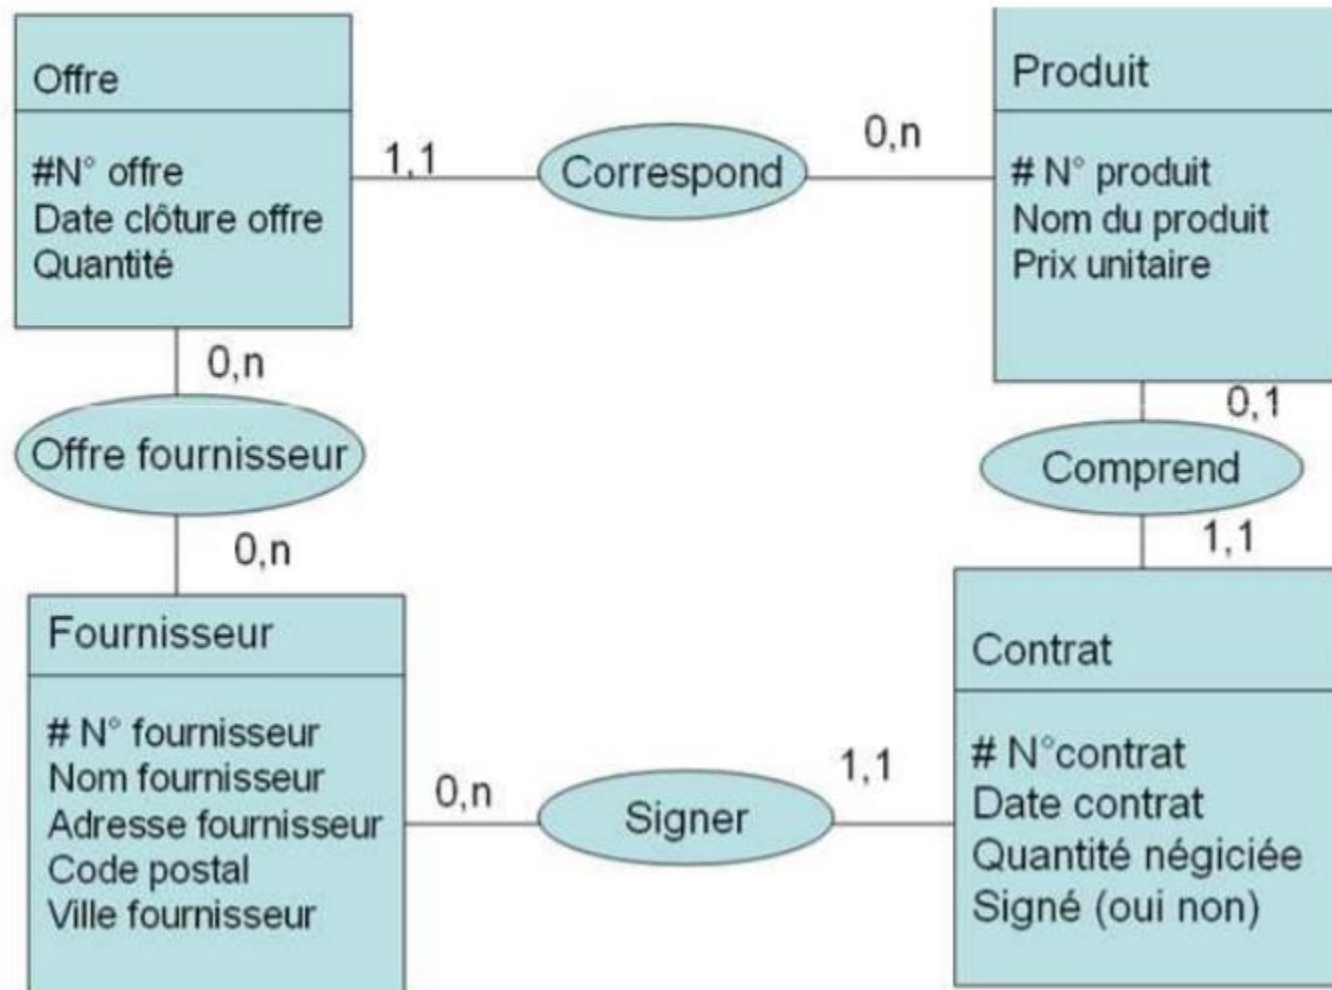 Offre
#N° offre
Date clôture offre
Quantité
1,1
Correspond
0,n
Produit
# N° produit
Nom du produit
Prix unitaire
0,n
Offre fournisseur
0,n
0,1
Comprend
1,1
Fournisseur
# N° fournisseur
Nom fournisseur
Adresse fournisseur
Code postal
Ville fournisseur
0,n
Signer
1,1
Contrat
# N°contrat
Date contrat
Quantité négiciée
Signé (oui non)